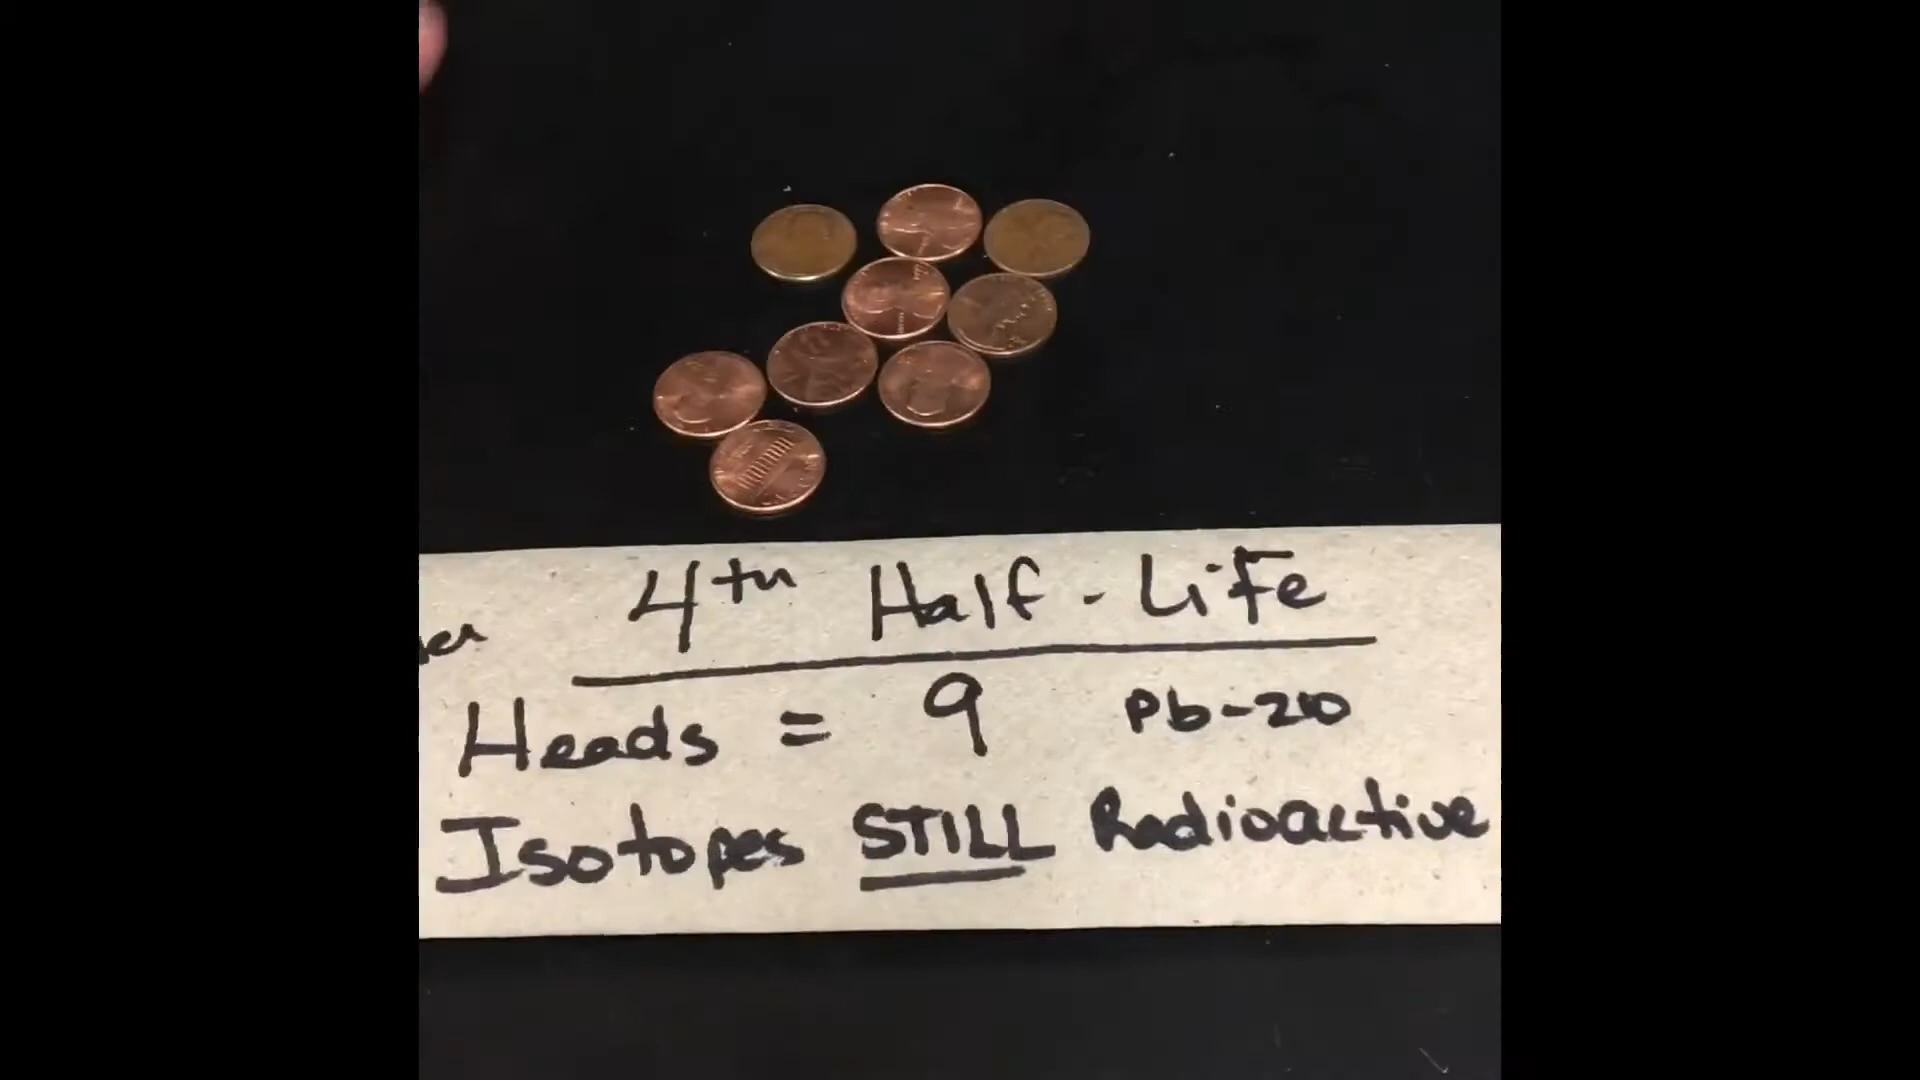 4th Half-Life
Heads = 9 Pb-210
Isotopes STILL Radioactive